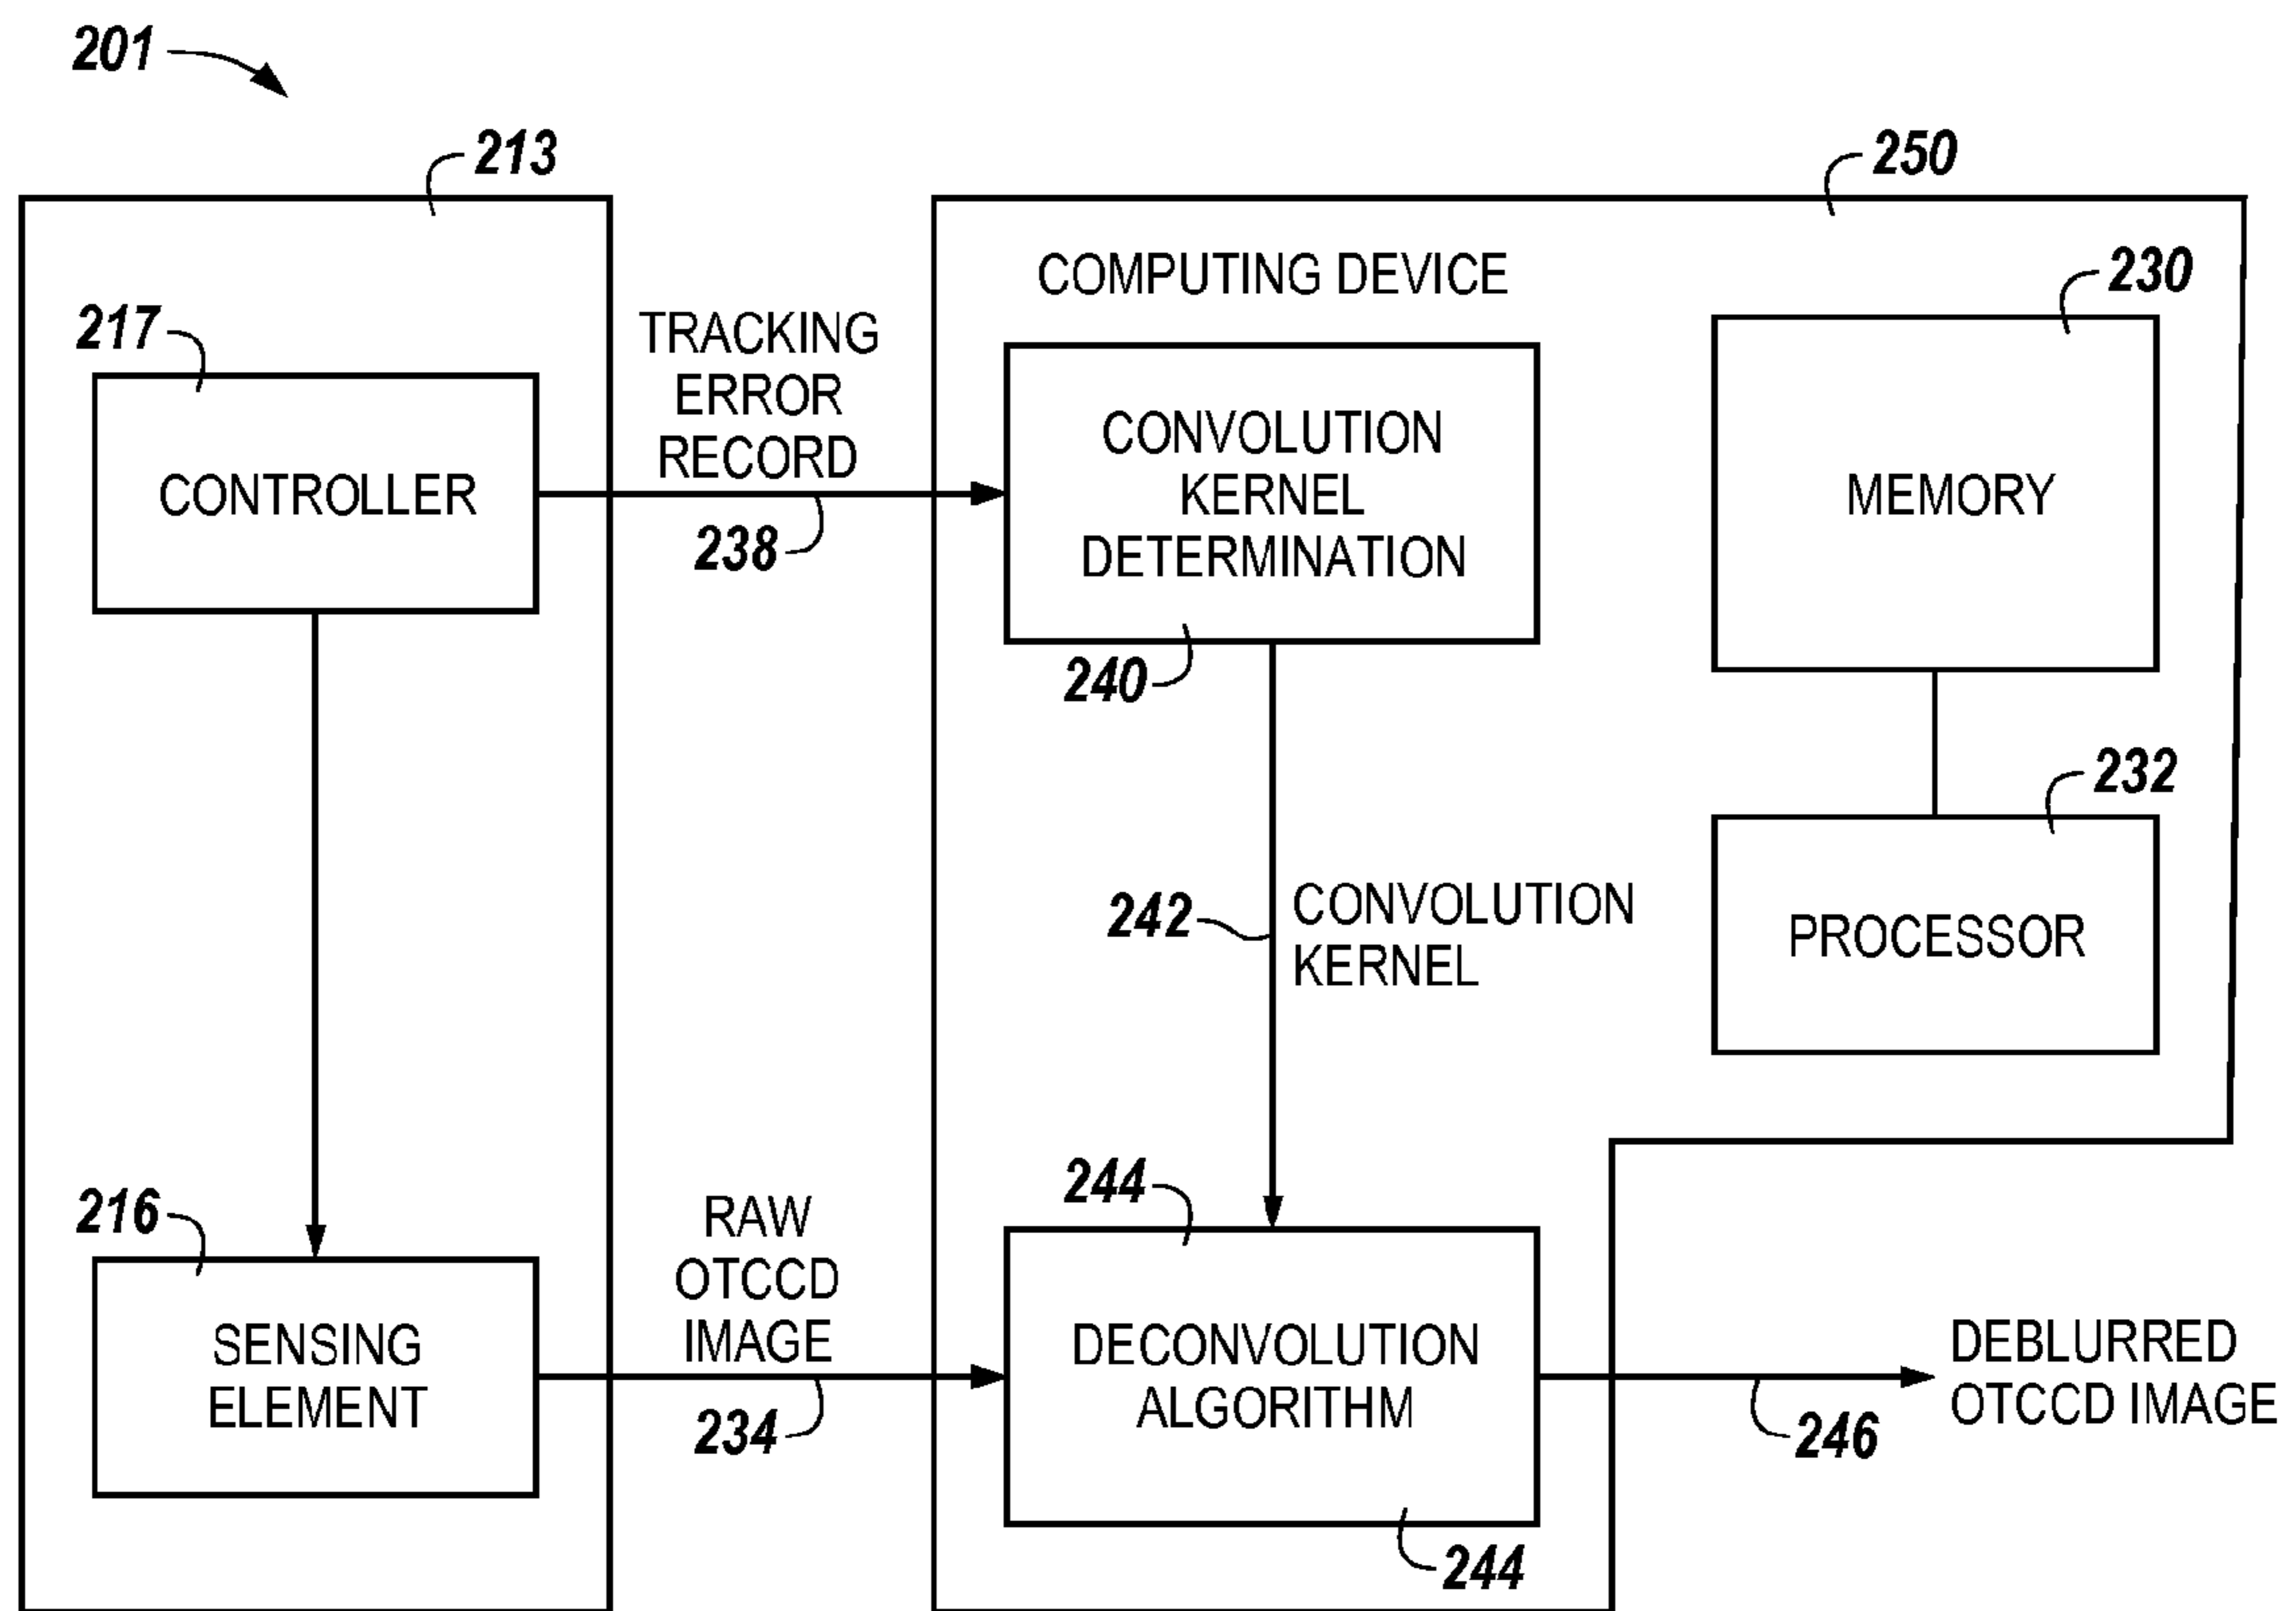 201
213
250
COMPUTING DEVICE
230
217
TRACKING
ERROR
RECORD
CONTROLLER
238
CONVOLUTION
KERNEL
DETERMINATION
240
MEMORY
232
PROCESSOR
242
CONVOLUTION
KERNEL
216
SENSING
ELEMENT
RAW
OTCCD
IMAGE
234
244
DECONVOLUTION
ALGORITHM
244
246
DEBLURRED
OTCCD IMAGE